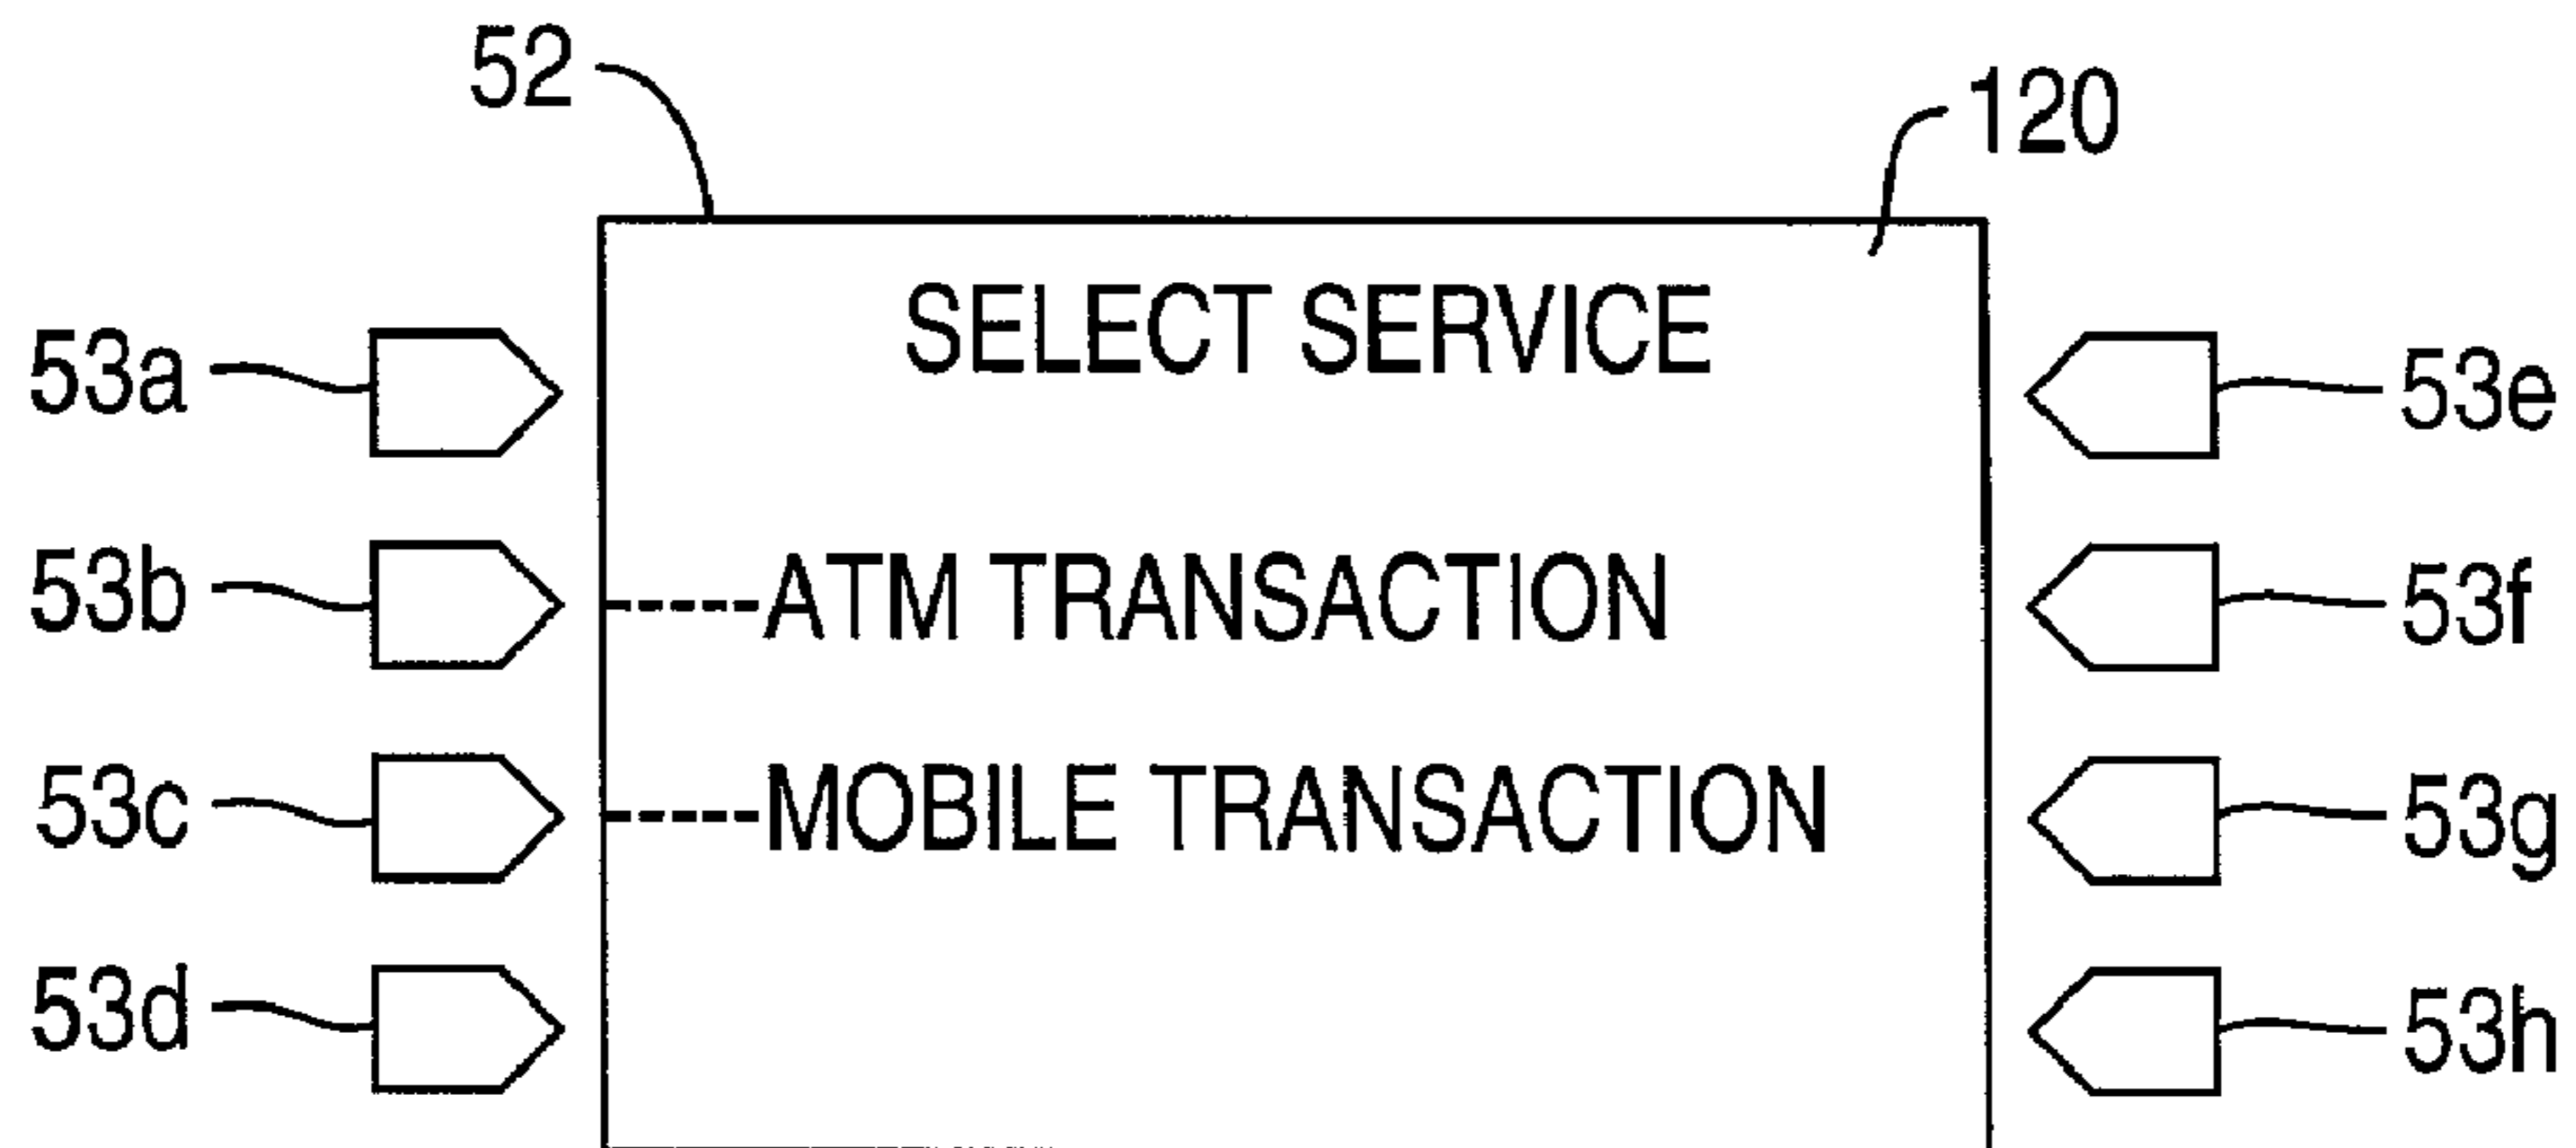 52
120
SELECT SERVICE
53a
53e
53b
ATM TRANSACTION
53f
53c
MOBILE TRANSACTION
53g
53d
53h